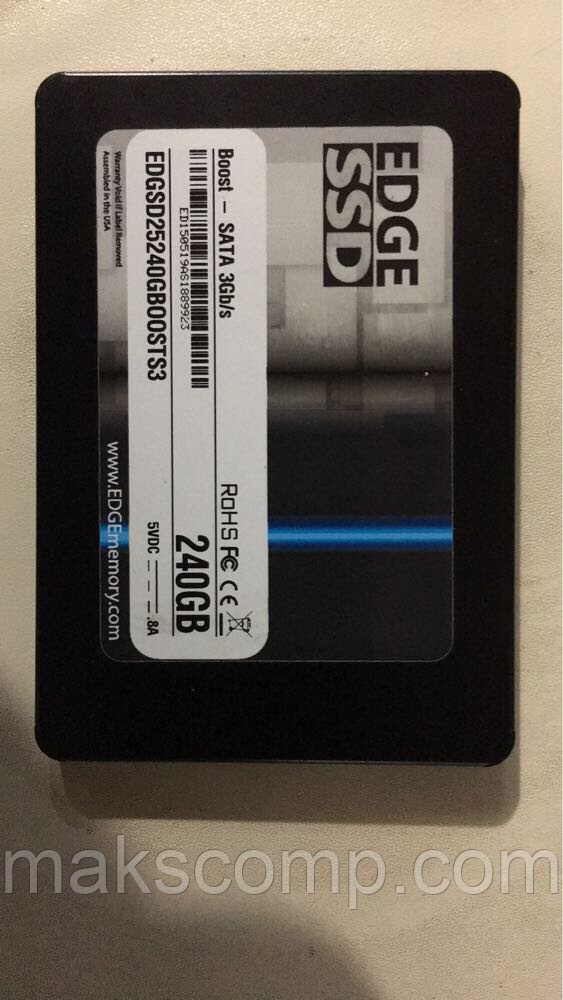 EDGE
SSD
Boost – SATA 3Gb/s
ED150519AS1889923
RoHS FC CE
240GB
EDGSD25240GBOOSTS3
5VDC .8A
Warranty Void If Label Removed
Assembled in the USA
www.EDGEmemory.com
makscomp.com